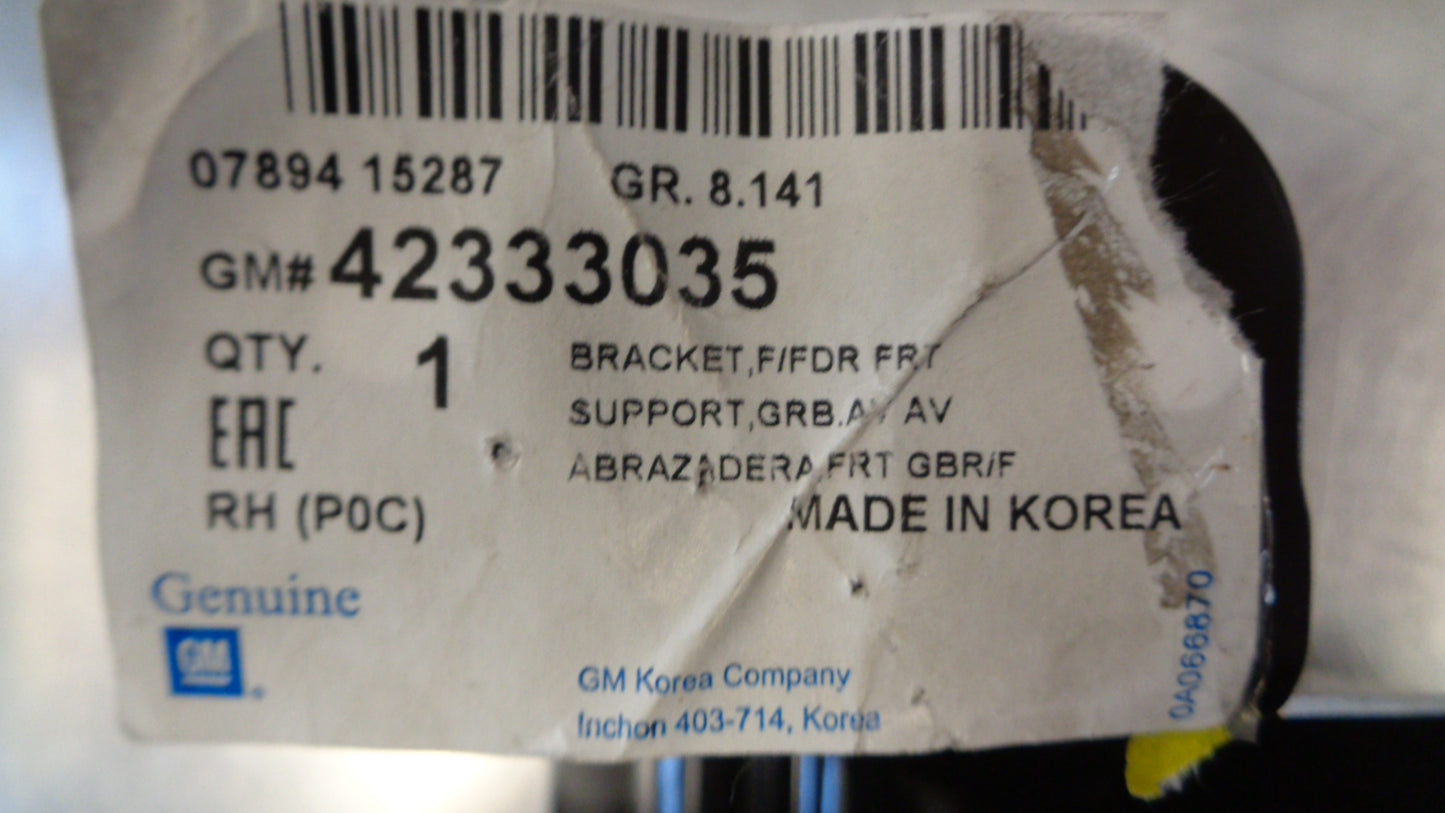 07894 15287 GR. 8.141
GM# 42333035
QTY. 1
BRACKET,F/FDR FRT
SUPPORT,GRB.AV AV
ABRAZADERA,FRT GBR/F
EAC
RH (P0C)
MADE IN KOREA
Genuine
GM
GM Korea Company
Inchon 403-714, Korea
0A066870